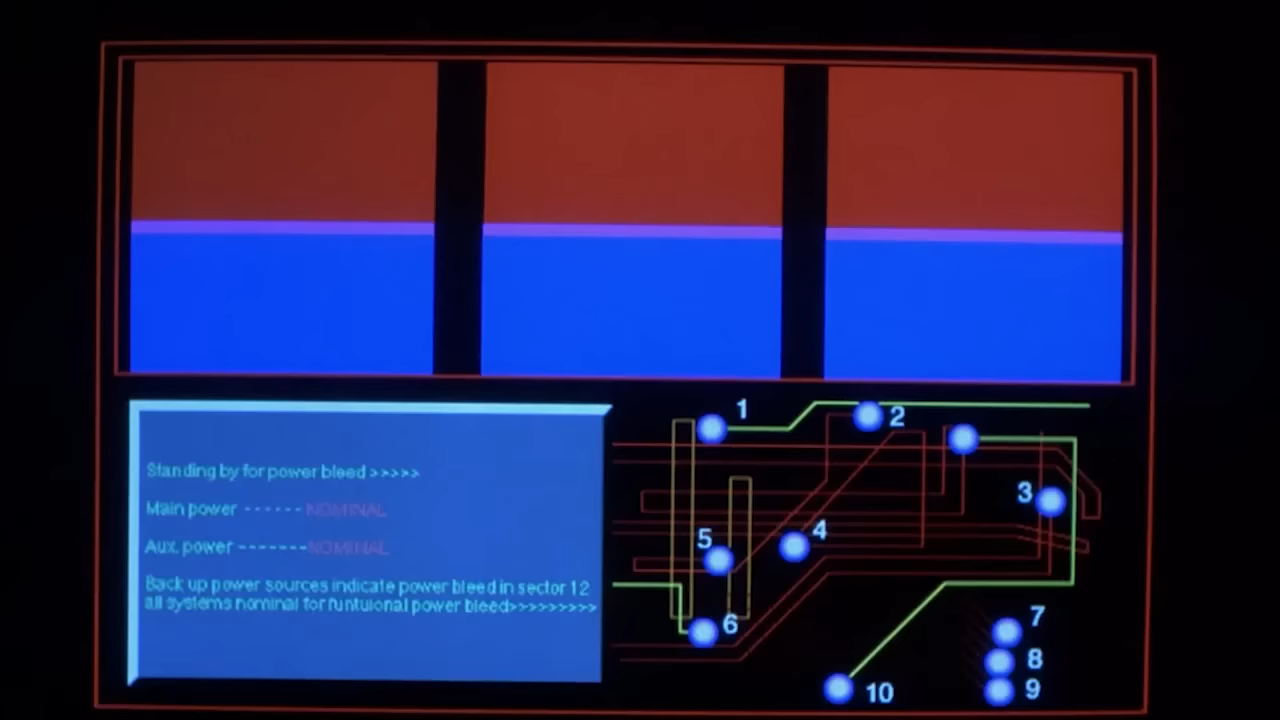 Standing by for power bleed >>>>>
Main power ------ NOMINAL
Aux. power -------NOMINAL
Back up power sources indicate power bleed in sector 12
all systems nominal for funtuional power bleed>>>>>>>>>
1
2
3
4
5
6
7
8
9
10